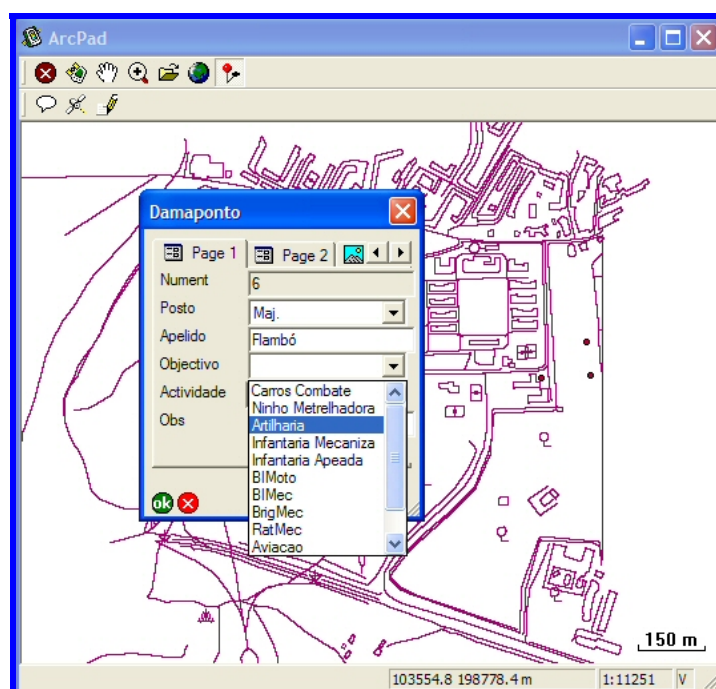 ArcPad
Damaponto
Page 1
Page 2
Nument
6
Posto
Maj.
Apelido
Flambó
Objectivo
Actividade
Obs
Carros Combate
Ninho Metrelhadora
Artilharia
Infantaria Mecaniza
Infantaria Apeada
BIMoto
BIMec
BrigMec
RatMec
Aviacao
ok
150 m
103554.8 198778.4 m
1:11251
V